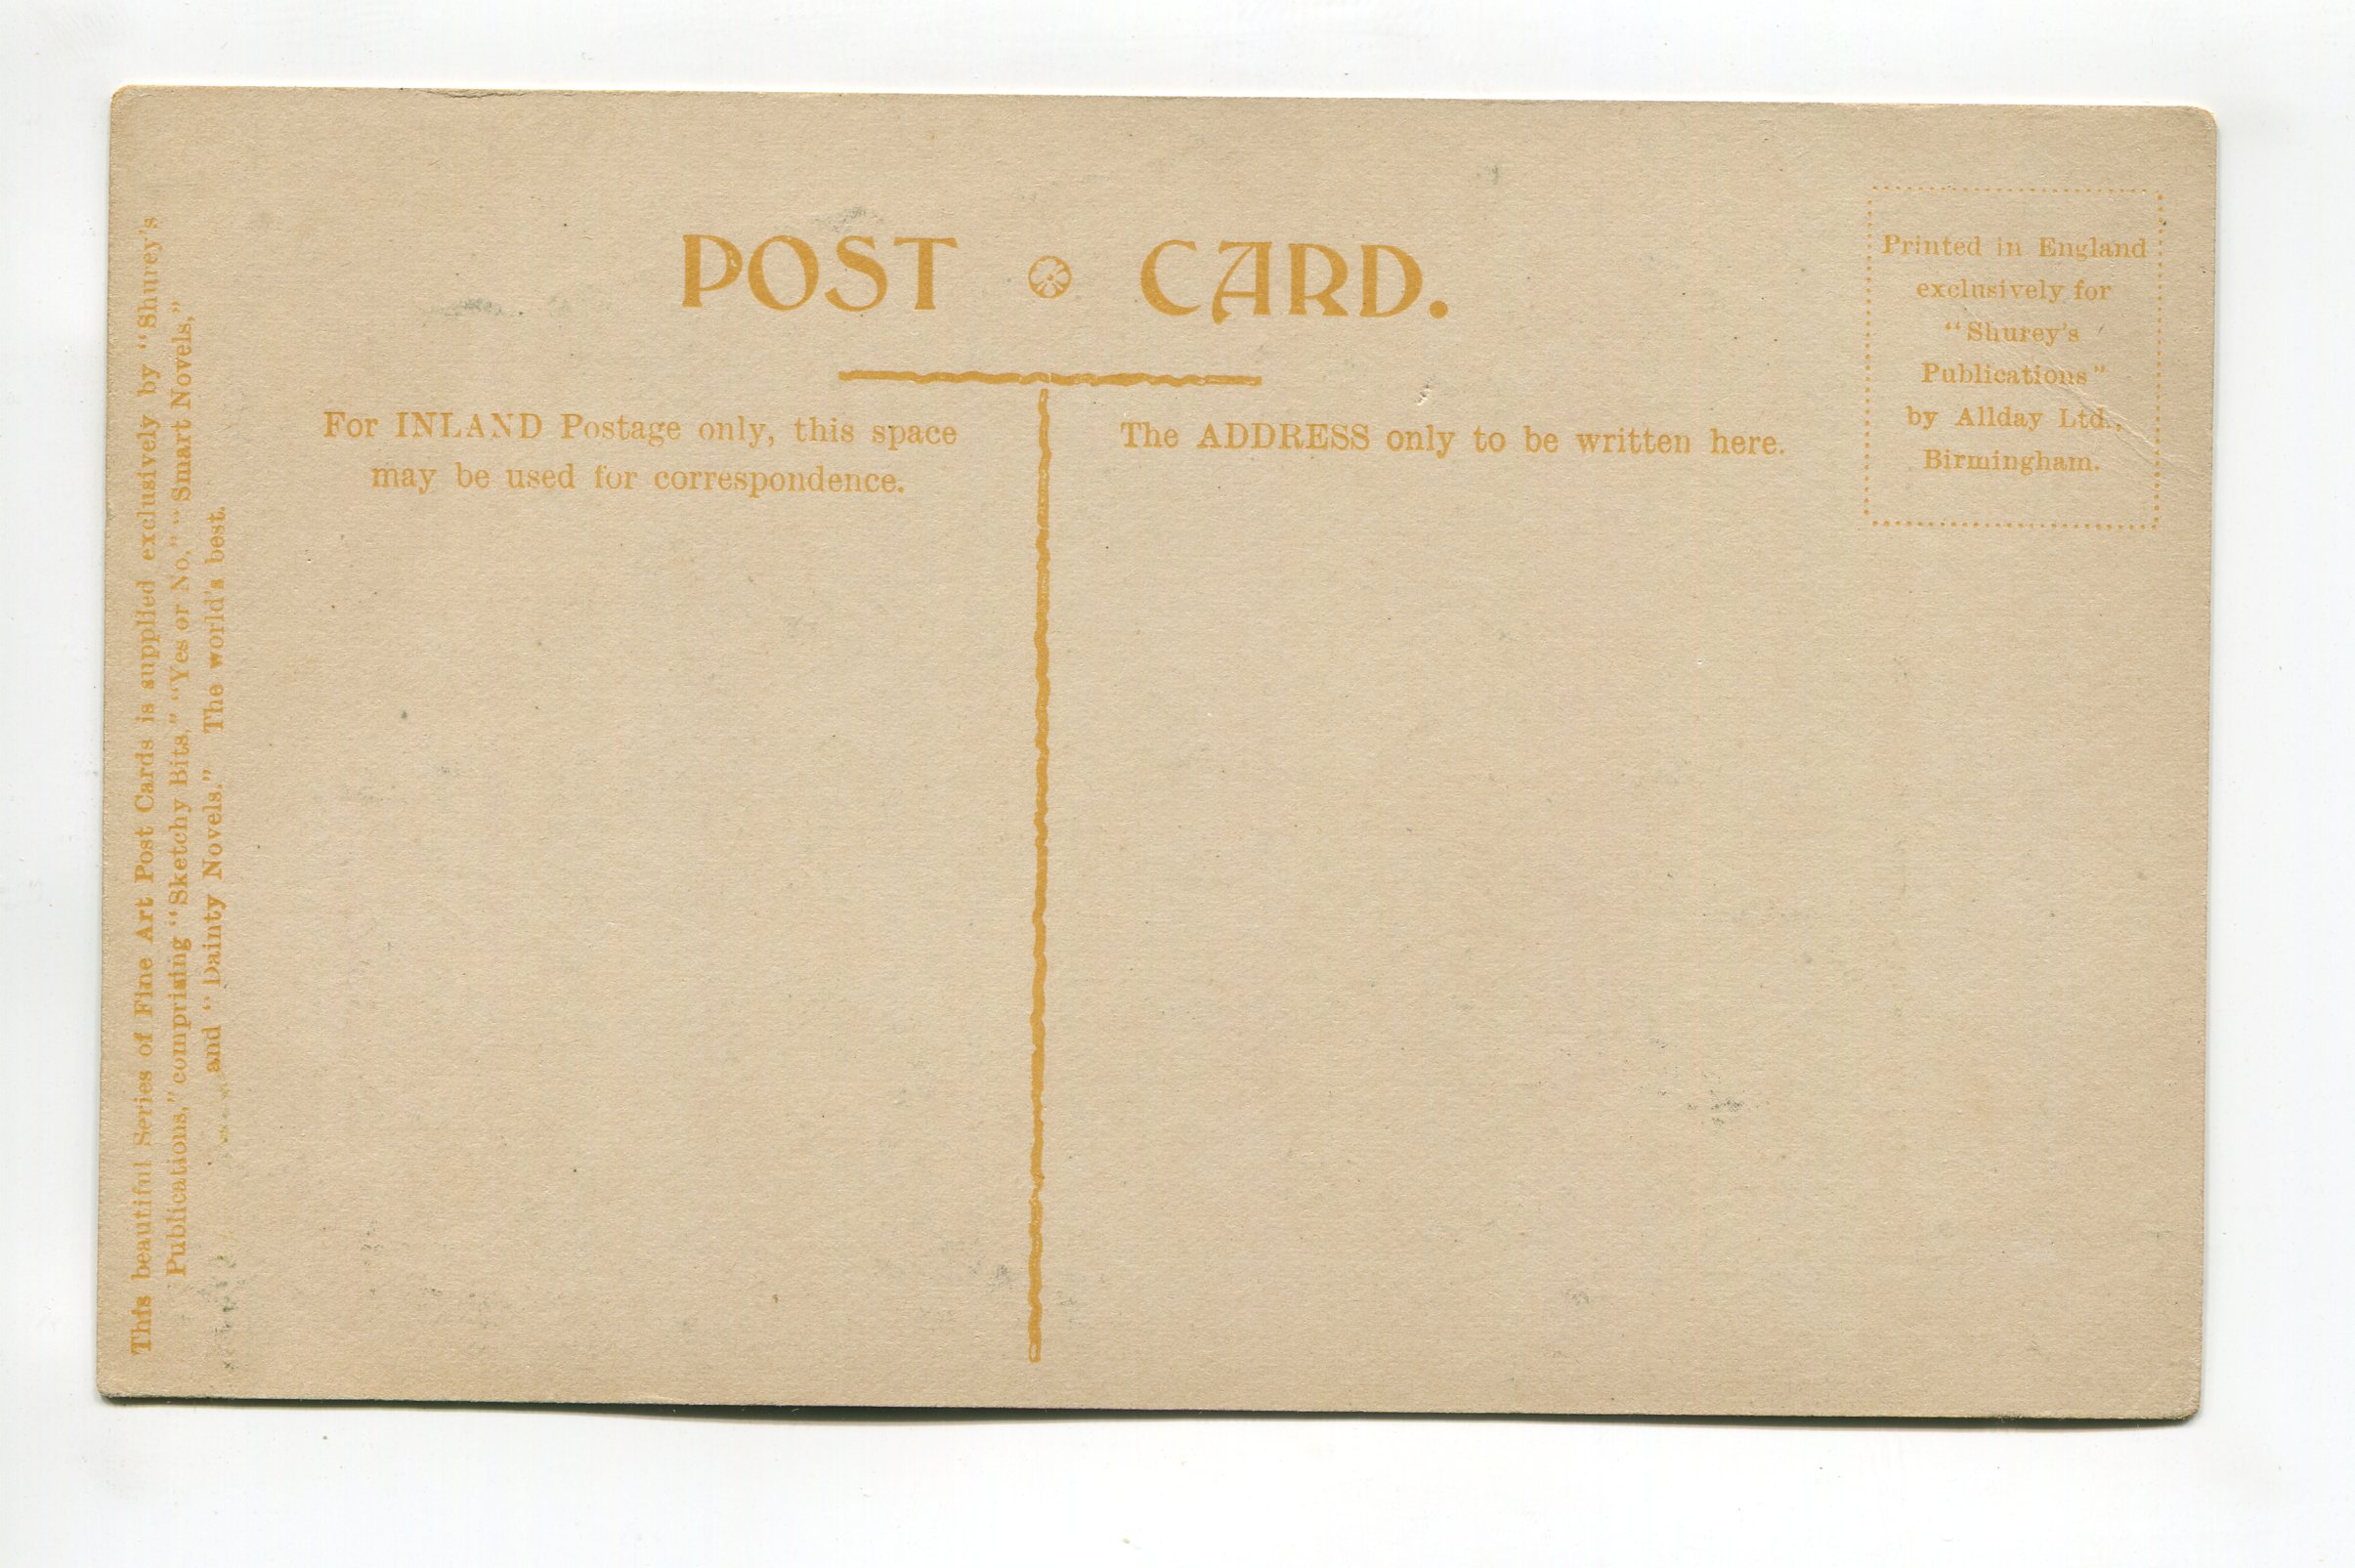 POST CARD.
For INLAND Postage only, this space
may be used for correspondence.
The ADDRESS only to be written here.
Printed in England
exclusively for
"Shurey's
Publications"
by Allday Ltd.,
Birmingham.
This beautiful Series of Fine Art Post Cards is supplied exclusively by "Shurey's
Publications," comprising "Sketchy Bits," "Yes or No," "Smart Novels,"
and "Dainty Novels." The world's best.